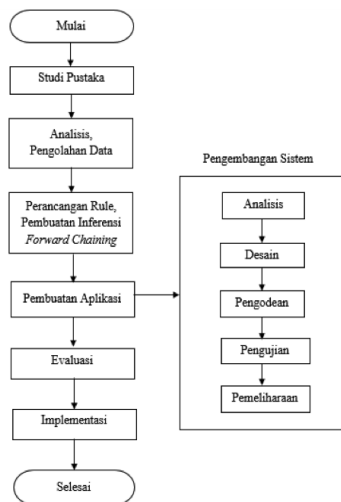 Mulai
Studi Pustaka
Analisis,
Pengolahan Data
Perancangan Rule,
Pembuatan Inferensi
Forward Chaining
Pembuatan Aplikasi
Evaluasi
Implementasi
Selesai
Pengembangan Sistem
Analisis
Desain
Pengodean
Pengujian
Pemeliharaan